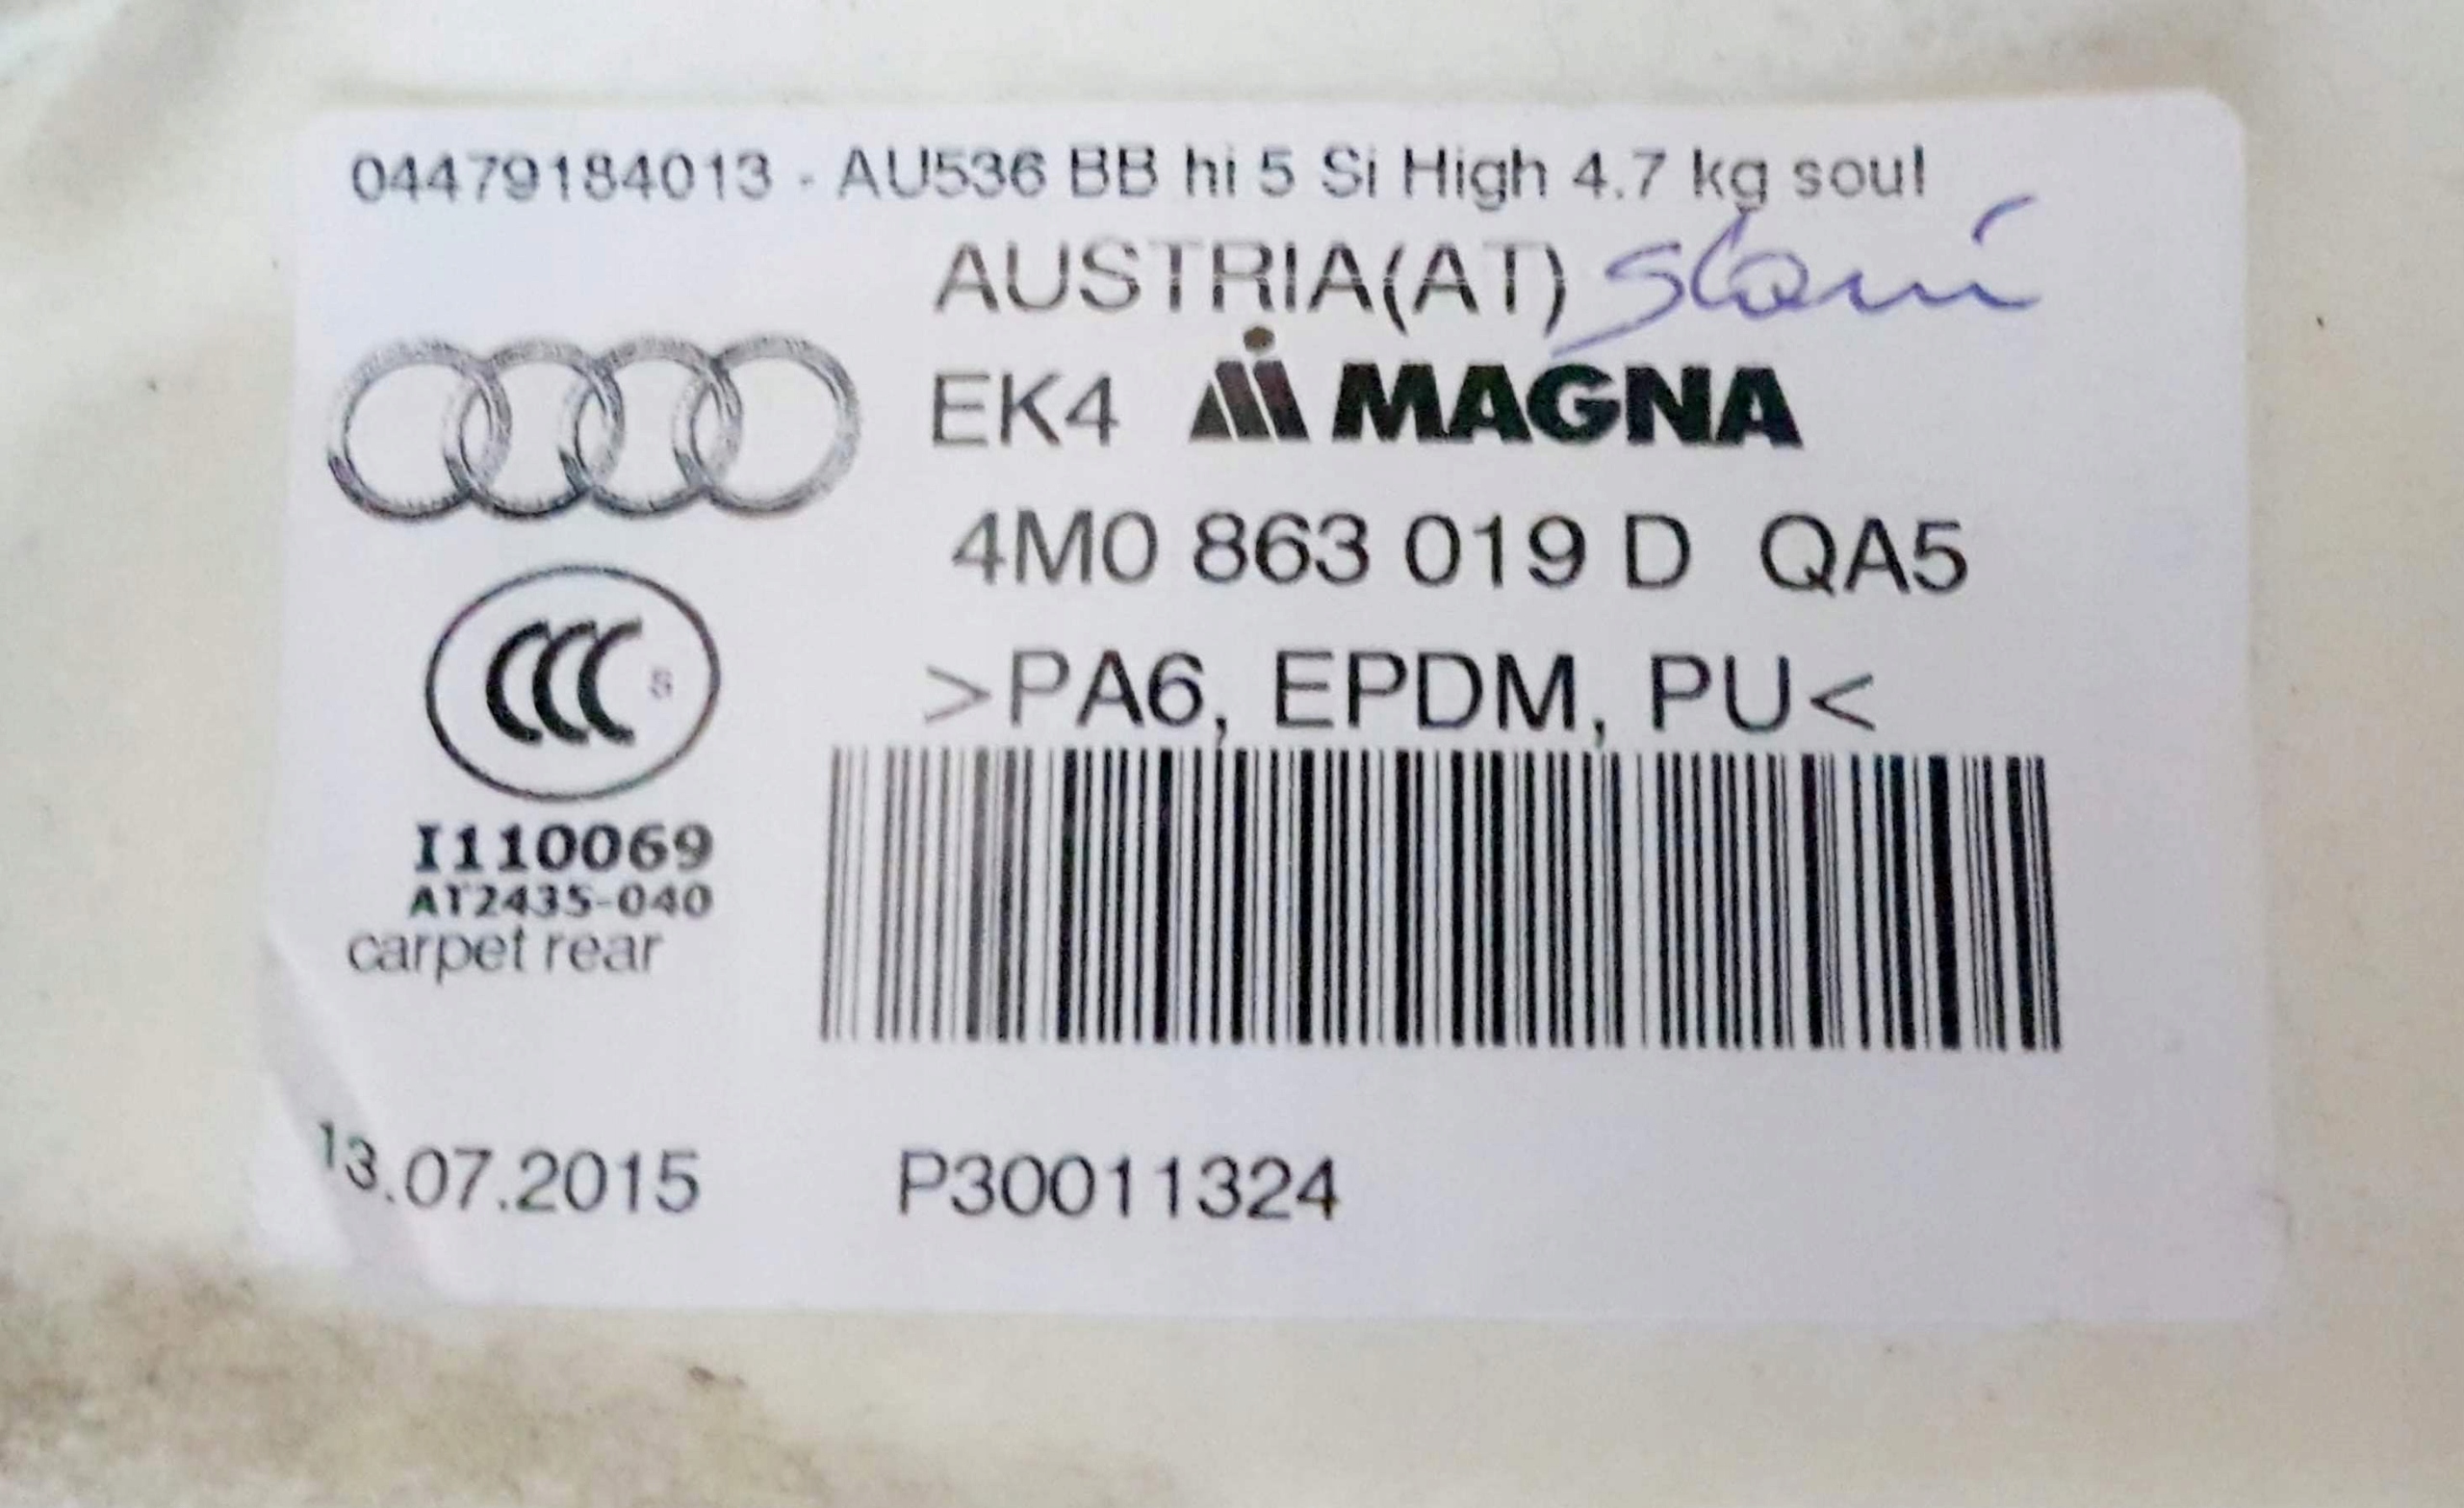 04479184013 - AU536 BB hi 5 Si High 4.7 kg soul
AUSTRIA(AT)
EK4 MAGNA
4M0 863 019 D QA5
>PA6, EPDM, PU<
CCC S
I110069
AT2435-040
carpet rear
13.07.2015 P30011324